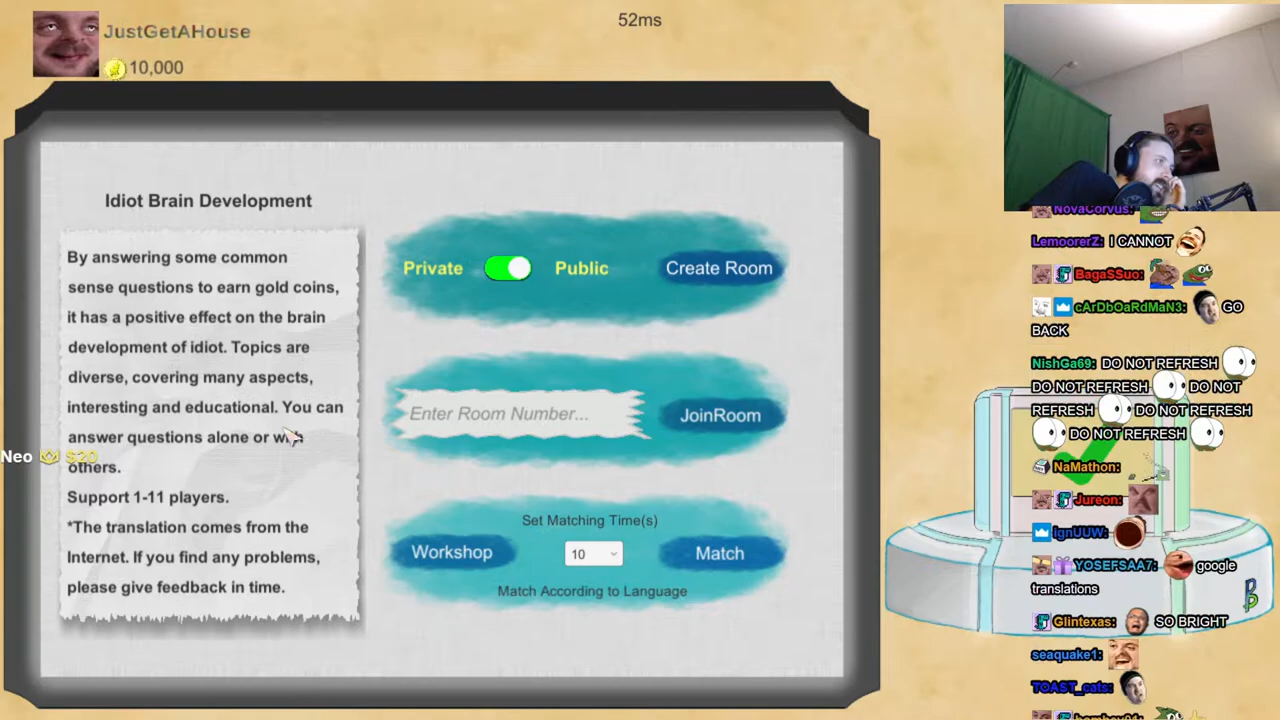 JustGetAHouse
10,000
52ms
Idiot Brain Development
By answering some common
sense questions to earn gold coins,
it has a positive effect on the brain
development of idiot. Topics are
diverse, covering many aspects,
interesting and educational. You can
answer questions alone or
others.
Support 1-11 players.
*The translation comes from the
Internet. If you find any problems,
please give feedback in time.
Neo $20
Private Public Create Room
Enter Room Number... JoinRoom
Set Matching Time(s)
Workshop 10 Match
Match According to Language
NovaCorvus:
LemoorerZ: I CANNOT
BagaSSuo:
cArDbOaRdMaN3: GO
BACK
NishGa69: DO NOT REFRESH
DO NOT REFRESH DO NOT
REFRESH DO NOT REFRESH
DO NOT REFRESH
NaMathon:
Jureon:
ignUUW:
YOSEFSAA7: google
translations
Glintexas: SO BRIGHT
seaquake1:
TOAST_cats: